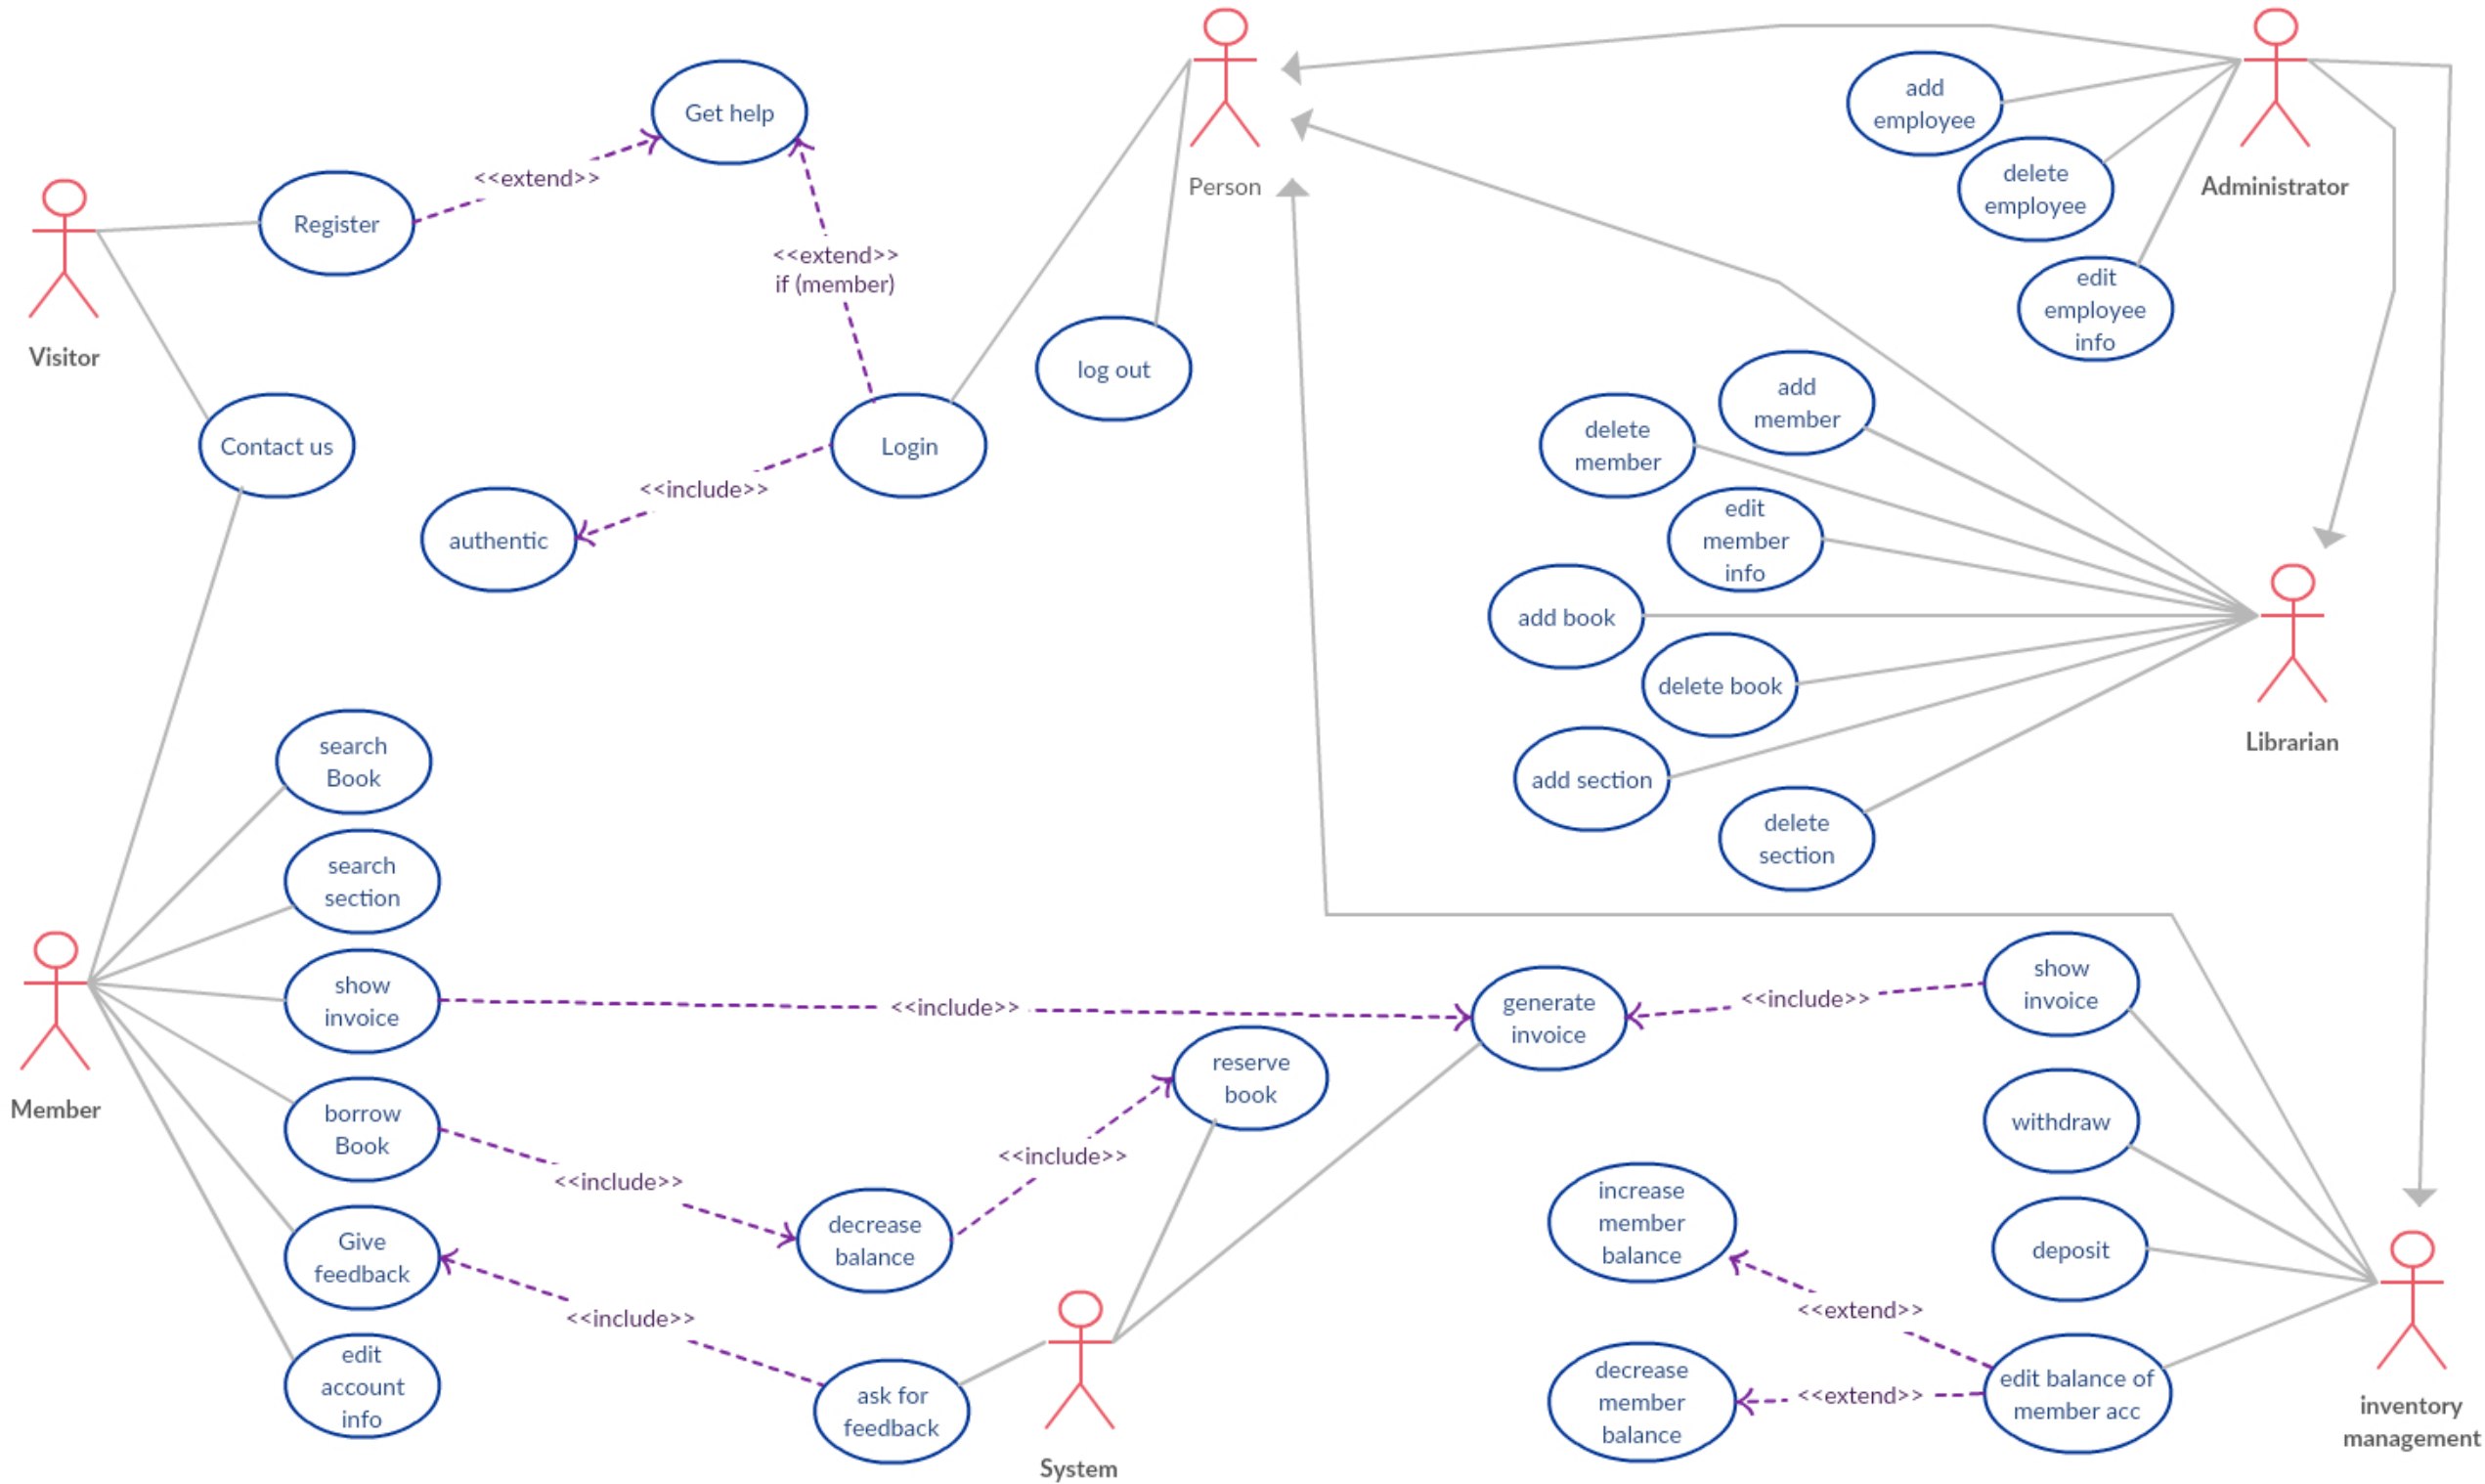 Get help
<<extend>>
Register
Visitor
<<extend>>
if (member)
Person
log out
Contact us
Login
<<include>>
authentic
add
employee
delete
employee
edit
employee
info
Administrator
add
member
delete
member
edit
member
info
add book
delete book
add section
delete
section
Librarian
search
Book
search
section
show
invoice
<<include>>
generate
invoice
<<include>>
show
invoice
Member
borrow
Book
<<include>>
decrease
balance
<<include>>
reserve
book
Give
feedback
<<include>>
ask for
feedback
edit
account
info
System
withdraw
deposit
increase
member
balance
<<extend>>
decrease
member
balance
<<extend>>
edit balance of
member acc
inventory
management